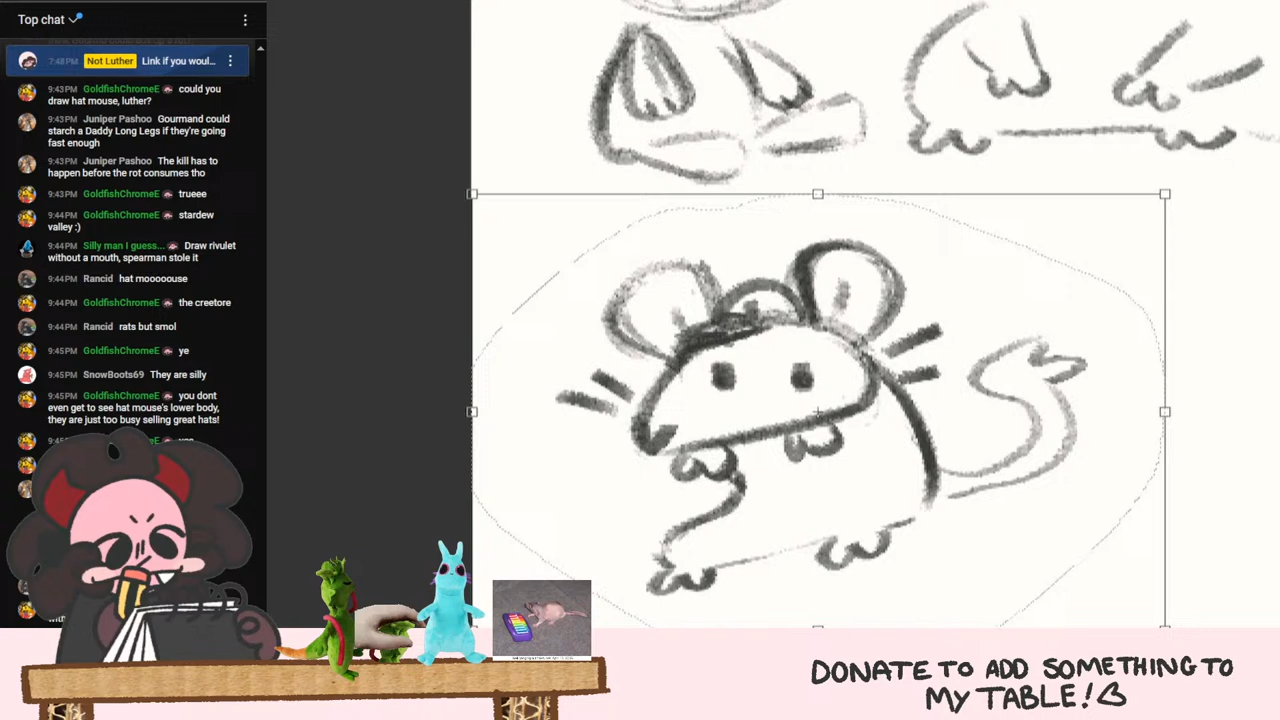 Top chat
7:48PM Not Luther Link if you woul...
9:43PM GoldfishChromeE could you
draw hat mouse, luther?
9:43PM Juniper Pashoo Gourmand could
starch a Daddy Long Legs if they're going
fast enough
9:43PM Juniper Pashoo The kill has to
happen before the rot consumes tho
9:43PM GoldfishChromeE trueee
9:44PM GoldfishChromeE stardew
valley :)
9:44PM Silly man I guess... Draw rivulet
without a mouth, spearman stole it
9:44PM Rancid hat mooooouse
9:44PM GoldfishChromeE the creetore
9:44PM Rancid rats but smol
9:45PM GoldfishChromeE ye
9:45PM SnowBoots69 They are silly
9:45PM GoldfishChromeE you dont
even get to see hat mouse's lower body,
they are just too busy selling great hats!
DONATE TO ADD SOMETHING TO
MY TABLE!